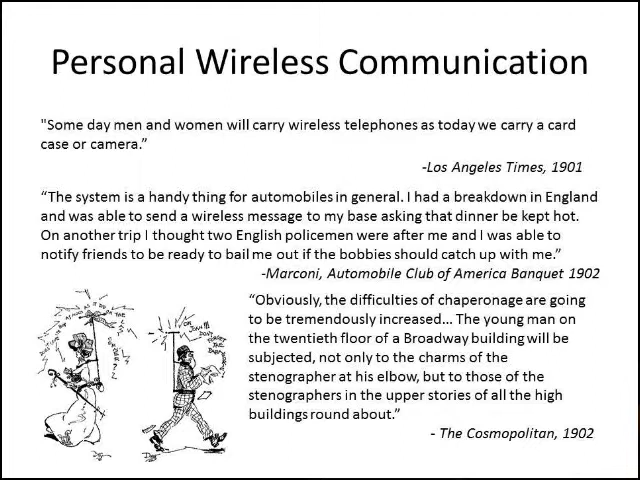 Personal Wireless Communication
"Some day men and women will carry wireless telephones as today we carry a card
case or camera.”
-Los Angeles Times, 1901
“The system is a handy thing for automobiles in general. I had a breakdown in England
and was able to send a wireless message to my base asking that dinner be kept hot.
On another trip I thought two English policemen were after me and I was able to
notify friends to be ready to bail me out if the bobbies should catch up with me.”
-Marconi, Automobile Club of America Banquet 1902
“Obviously, the difficulties of chaperonage are going
to be tremendously increased... The young man on
the twentieth floor of a Broadway building will be
subjected, not only to the charms of the
stenographer at his elbow, but to those of the
stenographers in the upper stories of all the high
buildings round about.”
- The Cosmopolitan, 1902